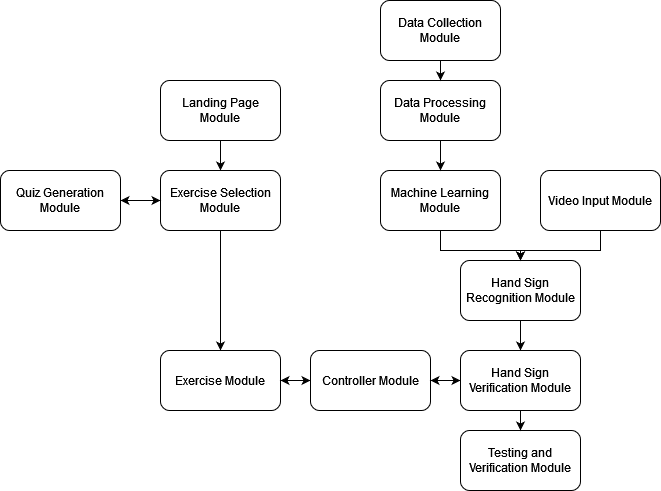 Data Collection
Module
Landing Page
Module
Data Processing
Module
Quiz Generation
Module
Exercise Selection
Module
Machine Learning
Module
Video Input Module
Hand Sign
Recognition Module
Exercise Module
Controller Module
Hand Sign
Verification Module
Testing and
Verification Module